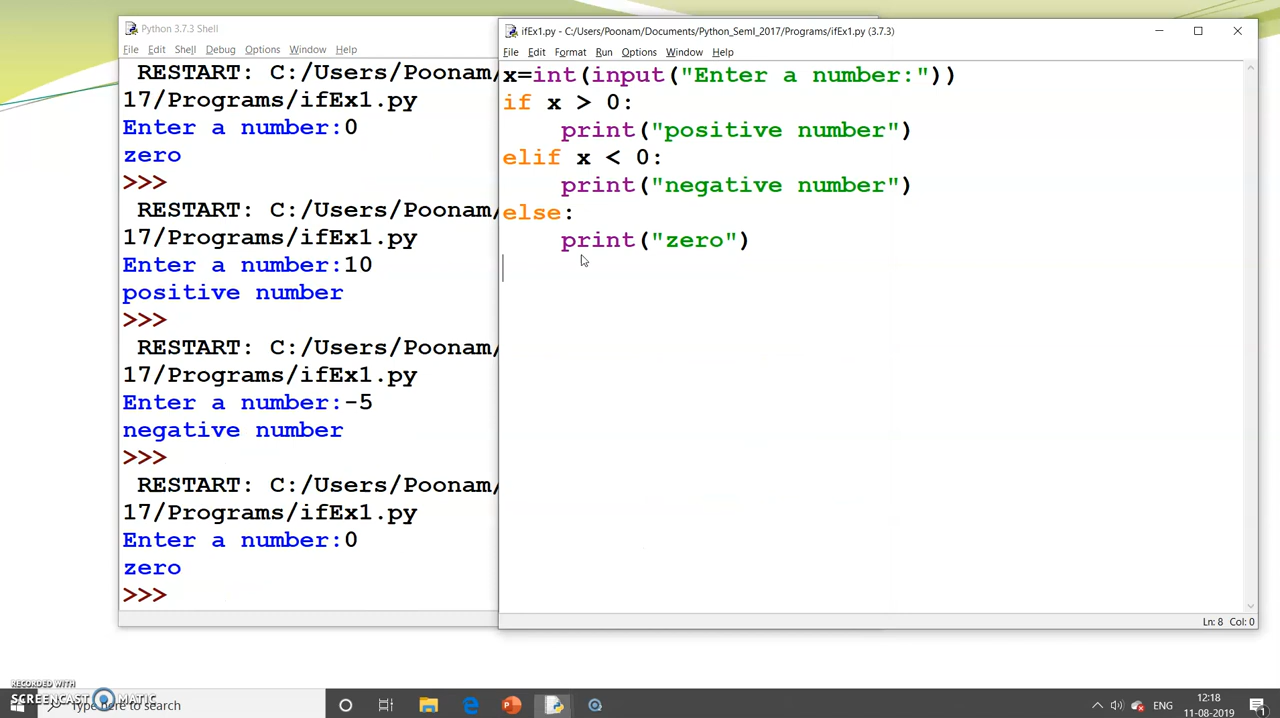 Python 3.7.3 Shell
File Edit Shell Debug Options Window Help
RESTART: C:/Users/Poonam/
17/Programs/ifEx1.py
Enter a number:0
zero
>>>
RESTART: C:/Users/Poonam/
17/Programs/ifEx1.py
Enter a number:10
positive number
>>>
RESTART: C:/Users/Poonam/
17/Programs/ifEx1.py
Enter a number:-5
negative number
>>>
RESTART: C:/Users/Poonam/
17/Programs/ifEx1.py
Enter a number:0
zero
>>>
ifEx1.py - C:/Users/Poonam/Documents/Python_SemI_2017/Programs/ifEx1.py (3.7.3)
File Edit Format Run Options Window Help
x=int(input("Enter a number:"))
if x > 0:
    print("positive number")
elif x < 0:
    print("negative number")
else:
    print("zero")
Ln: 8 Col: 0
RECORDED WITH
SCREENCAST MATIC
Type here to search
ENG
12:18
11-08-2019
1